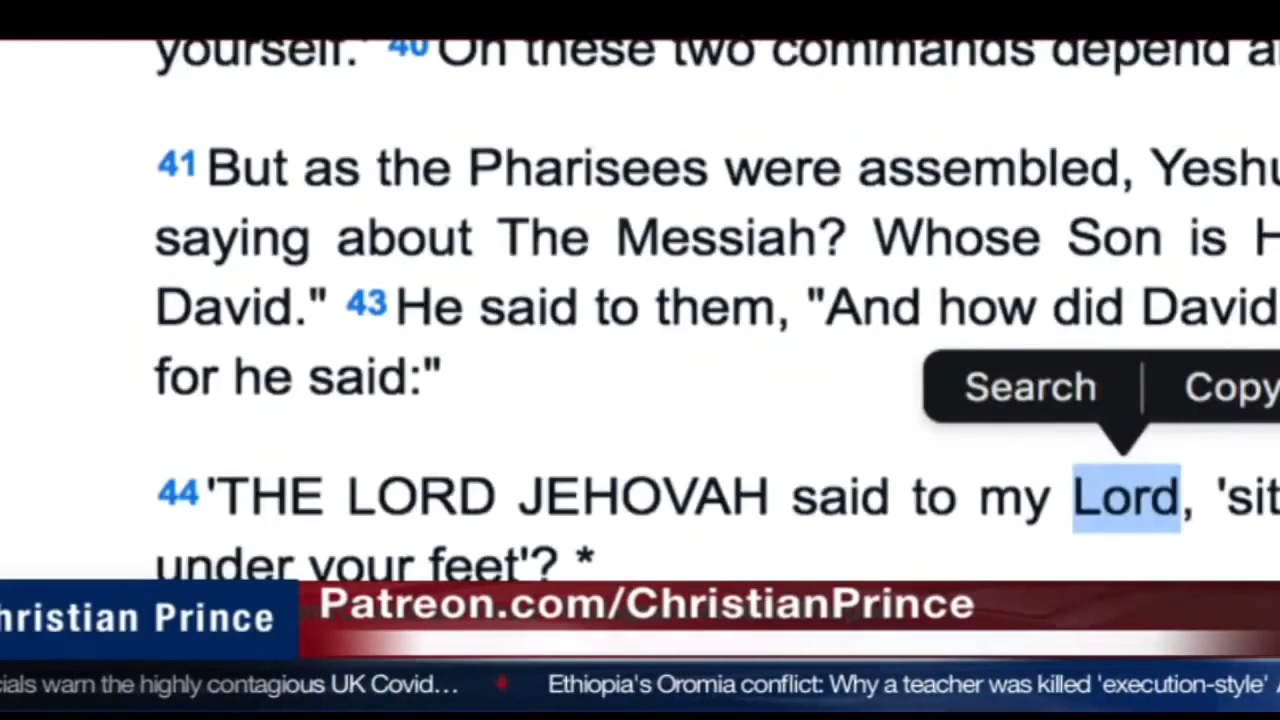 yourself.' 40 On these two commands depend
41 But as the Pharisees were assembled,
saying about The Messiah? Whose Son is
David." 43 He said to them, "And how did David
for he said:"
Search Copy
44 'THE LORD JEHOVAH said to my Lord, 'sit
under your feet'? *
Prince
Patreon.com/ChristianPrince
warn the highly contagious UK Covid...
Ethiopia's Oromia conflict: Why a teacher was killed 'execution-style'